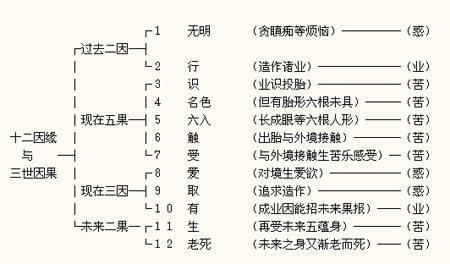 1 无明 (贪瞋痴等烦恼) (惑)
过去二因
2 行 (造作诸业) (业)
3 识 (业识投胎) (苦)
4 名色 (但有胎形六根未具) (苦)
现在五果 5 六入 (长成眼等六根人形) (苦)
十二因缘 6 触 (出胎与外境接触) (苦)
与 7 受 (与外境接触生苦乐感受) (苦)
三世因果 8 爱 (对境生爱欲) (惑)
现在三因 9 取 (追求造作) (惑)
10 有 (成业因能招未来果报) (业)
未来二果 11 生 (再受未来五蕴身) (苦)
12 老死 (未来之身又渐老而死) (苦)